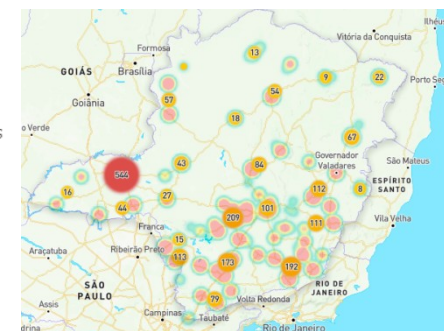 Ilhéus
Vitória da Conquista
Formosa
13
GOIÁS
Brasília
9
22
Porto Seg
57
54
Goiânia
18
o Verde
67
43
84
Governador
Valadares
São Mateus
544
ESPÍRITO
SANTO
16
27
112
8
44
101
209
111
Vila Velha
Franca
15
Araçatuba
Ribeirão Preto
113
173
192
SÃO
PAULO
RIO DE
JANEIRO
79
Volta Redonda
Assis
Campinas
Taubaté
Rio de Janeiro
drina